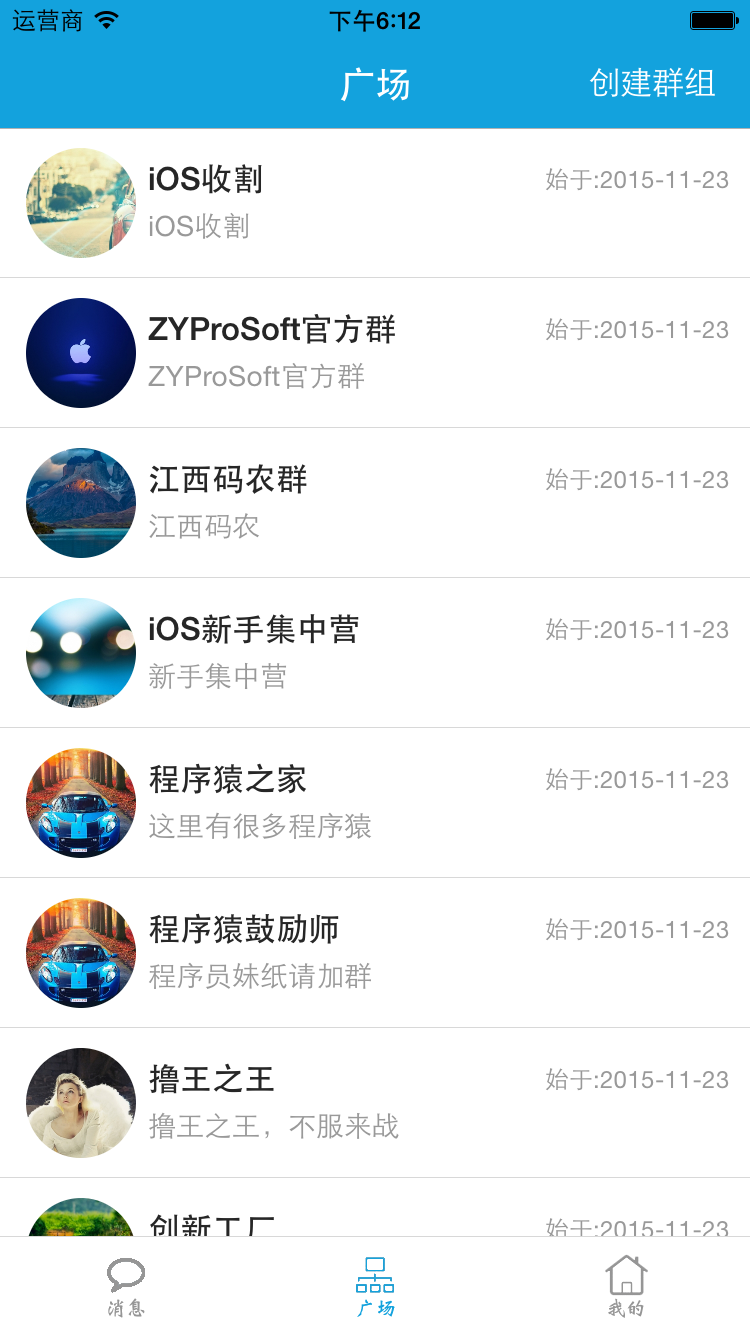 运营商 下午6:12
广场 创建群组
iOS收割 始于:2015-11-23
iOS收割
ZYProSoft官方群 始于:2015-11-23
ZYProSoft官方群
江西码农群 始于:2015-11-23
江西码农
iOS新手集中营 始于:2015-11-23
新手集中营
程序猿之家 始于:2015-11-23
这里有很多程序猿
程序猿鼓励师 始于:2015-11-23
程序员妹纸请加群
撸王之王 始于:2015-11-23
撸王之王，不服来战
创新工厂 始于:2015-11-23
消息 广场 我的